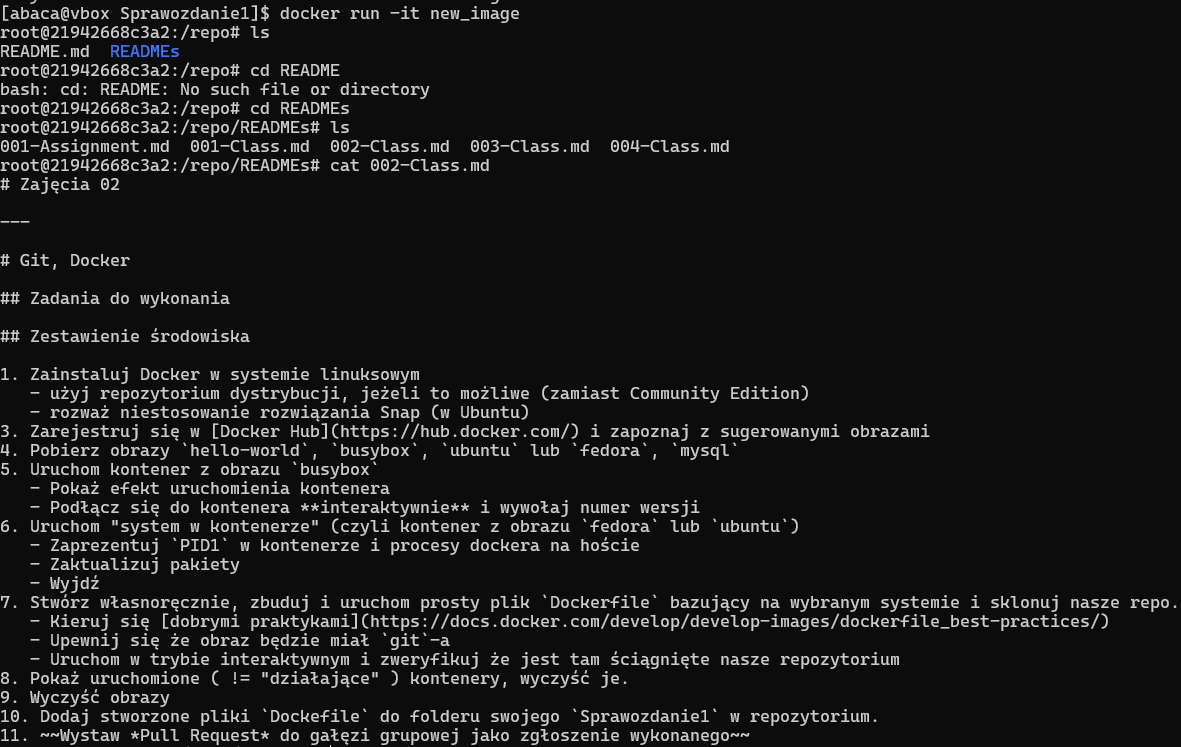 [abaca@vbox Sprawozdanie1]$ docker run -it new_image
root@21942668c3a2:/repo# ls
README.md  READMEs
root@21942668c3a2:/repo# cd README
bash: cd: README: No such file or directory
root@21942668c3a2:/repo# cd READMEs
root@21942668c3a2:/repo/READMEs# ls
001-Assignment.md  001-Class.md  002-Class.md  003-Class.md  004-Class.md
root@21942668c3a2:/repo/READMEs# cat 002-Class.md
# Zajęcia 02
---
# Git, Docker
## Zadania do wykonania
## Zestawienie środowiska
1. Zainstaluj Docker w systemie linuksowym
   - użyj repozytorium dystrybucji, jeżeli to możliwe (zamiast Community Edition)
   - rozważ niestosowanie rozwiązania Snap (w Ubuntu)
3. Zarejestruj się w [Docker Hub](https://hub.docker.com/) i zapoznaj z sugerowanymi obrazami
4. Pobierz obrazy `hello-world`, `busybox`, `ubuntu` lub `fedora`, `mysql`
5. Uruchom kontener z obrazu `busybox`
   - Pokaż efekt uruchomienia kontenera
   - Podłącz się do kontenera **interaktywnie** i wywołaj numer wersji
6. Uruchom "system w kontenerze" (czyli kontener z obrazu `fedora` lub `ubuntu`)
   - Zaprezentuj `PID1` w kontenerze i procesy dockera na hoście
   - Zaktualizuj pakiety
   - Wyjdź
7. Stwórz własnoręcznie, zbuduj i uruchom prosty plik `Dockerfile` bazujący na wybranym systemie i sklonuj nasze repo.
   - Kieruj się [dobrymi praktykami](https://docs.docker.com/develop/develop-images/dockerfile_best-practices/)
   - Upewnij się że obraz będzie miał `git`-a
   - Uruchom w trybie interaktywnym i zweryfikuj że jest tam ściągnięte nasze repozytorium
8. Pokaż uruchomione ( != "działające" ) kontenery, wyczyść je.
9. Wyczyść obrazy
10. Dodaj stworzone pliki `Dockefile` do folderu swojego `Sprawozdanie1` w repozytorium.
11. ~~Wystaw *Pull Request* do gałęzi grupowej jako zgłoszenie wykonanego~~